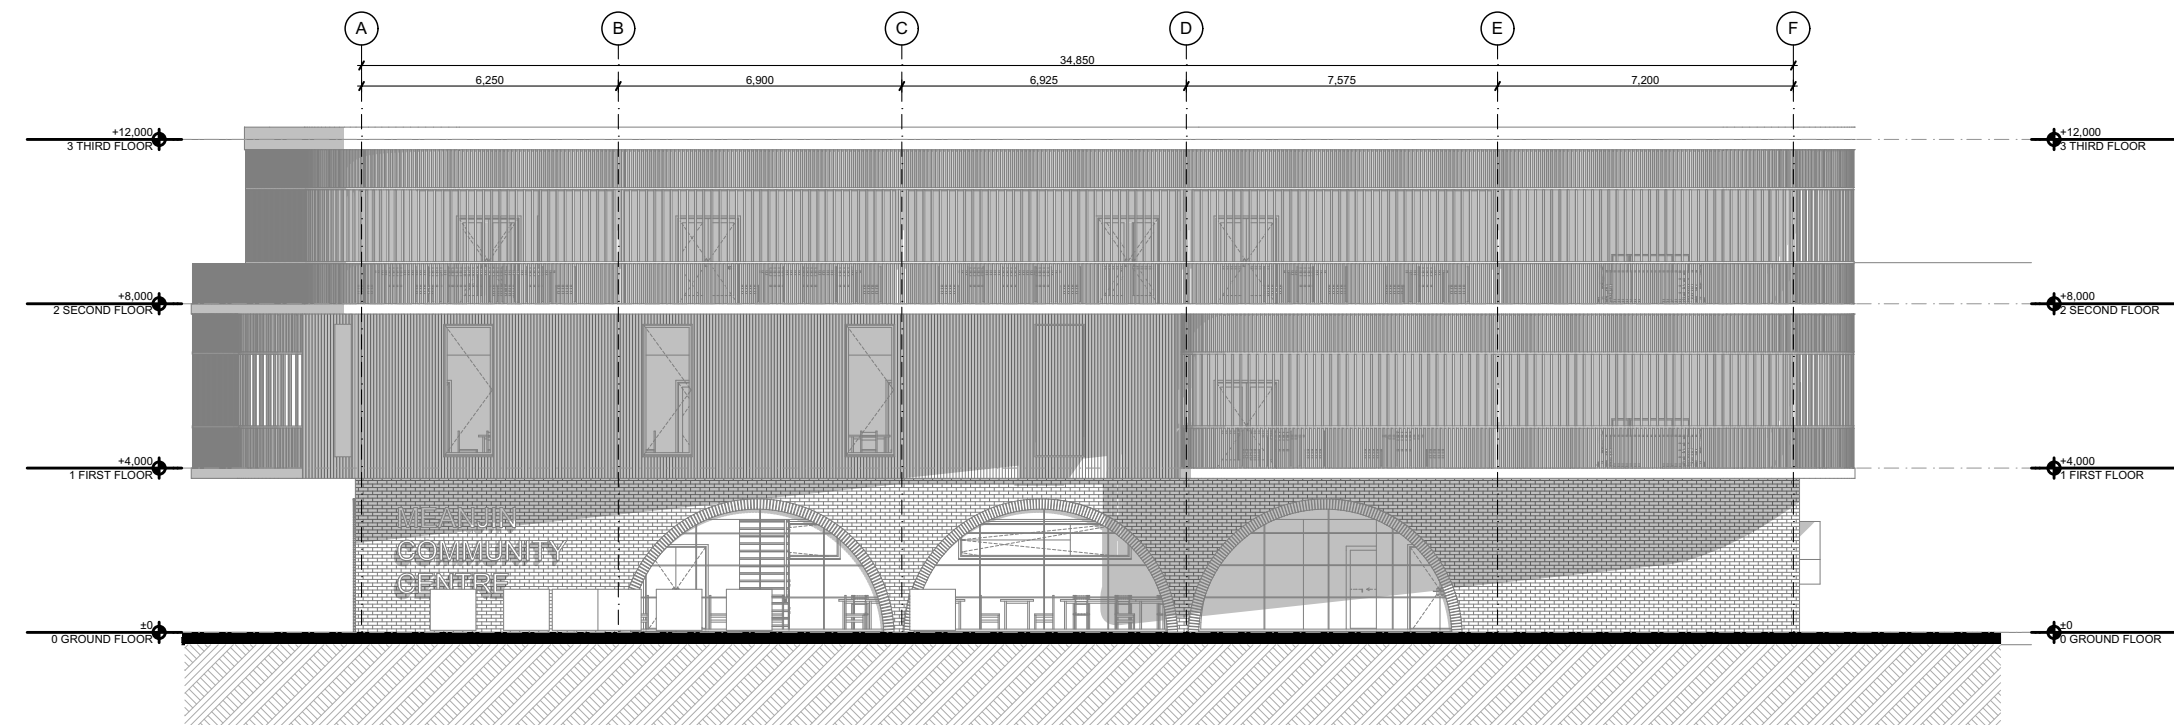 A B C D E F
34,850
6,250 6,900 6,925 7,575 7,200
+12,000 +12,000
3 THIRD FLOOR 3 THIRD FLOOR
+8,000 +8,000
2 SECOND FLOOR 2 SECOND FLOOR
+4,000 +4,000
1 FIRST FLOOR 1 FIRST FLOOR
MEANJIN
COMMUNITY
CENTRE
±0 ±0
0 GROUND FLOOR 0 GROUND FLOOR